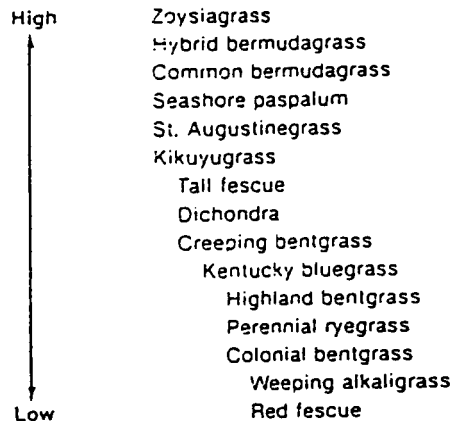 High Zoysiagrass
Hybrid bermudagrass
Common bermudagrass
Seashore paspalum
St. Augustinegrass
Kikuyugrass
Tall fescue
Dichondra
Creeping bentgrass
Kentucky bluegrass
Highland bentgrass
Perennial ryegrass
Colonial bentgrass
Weeping alkaligrass
Low Red fescue